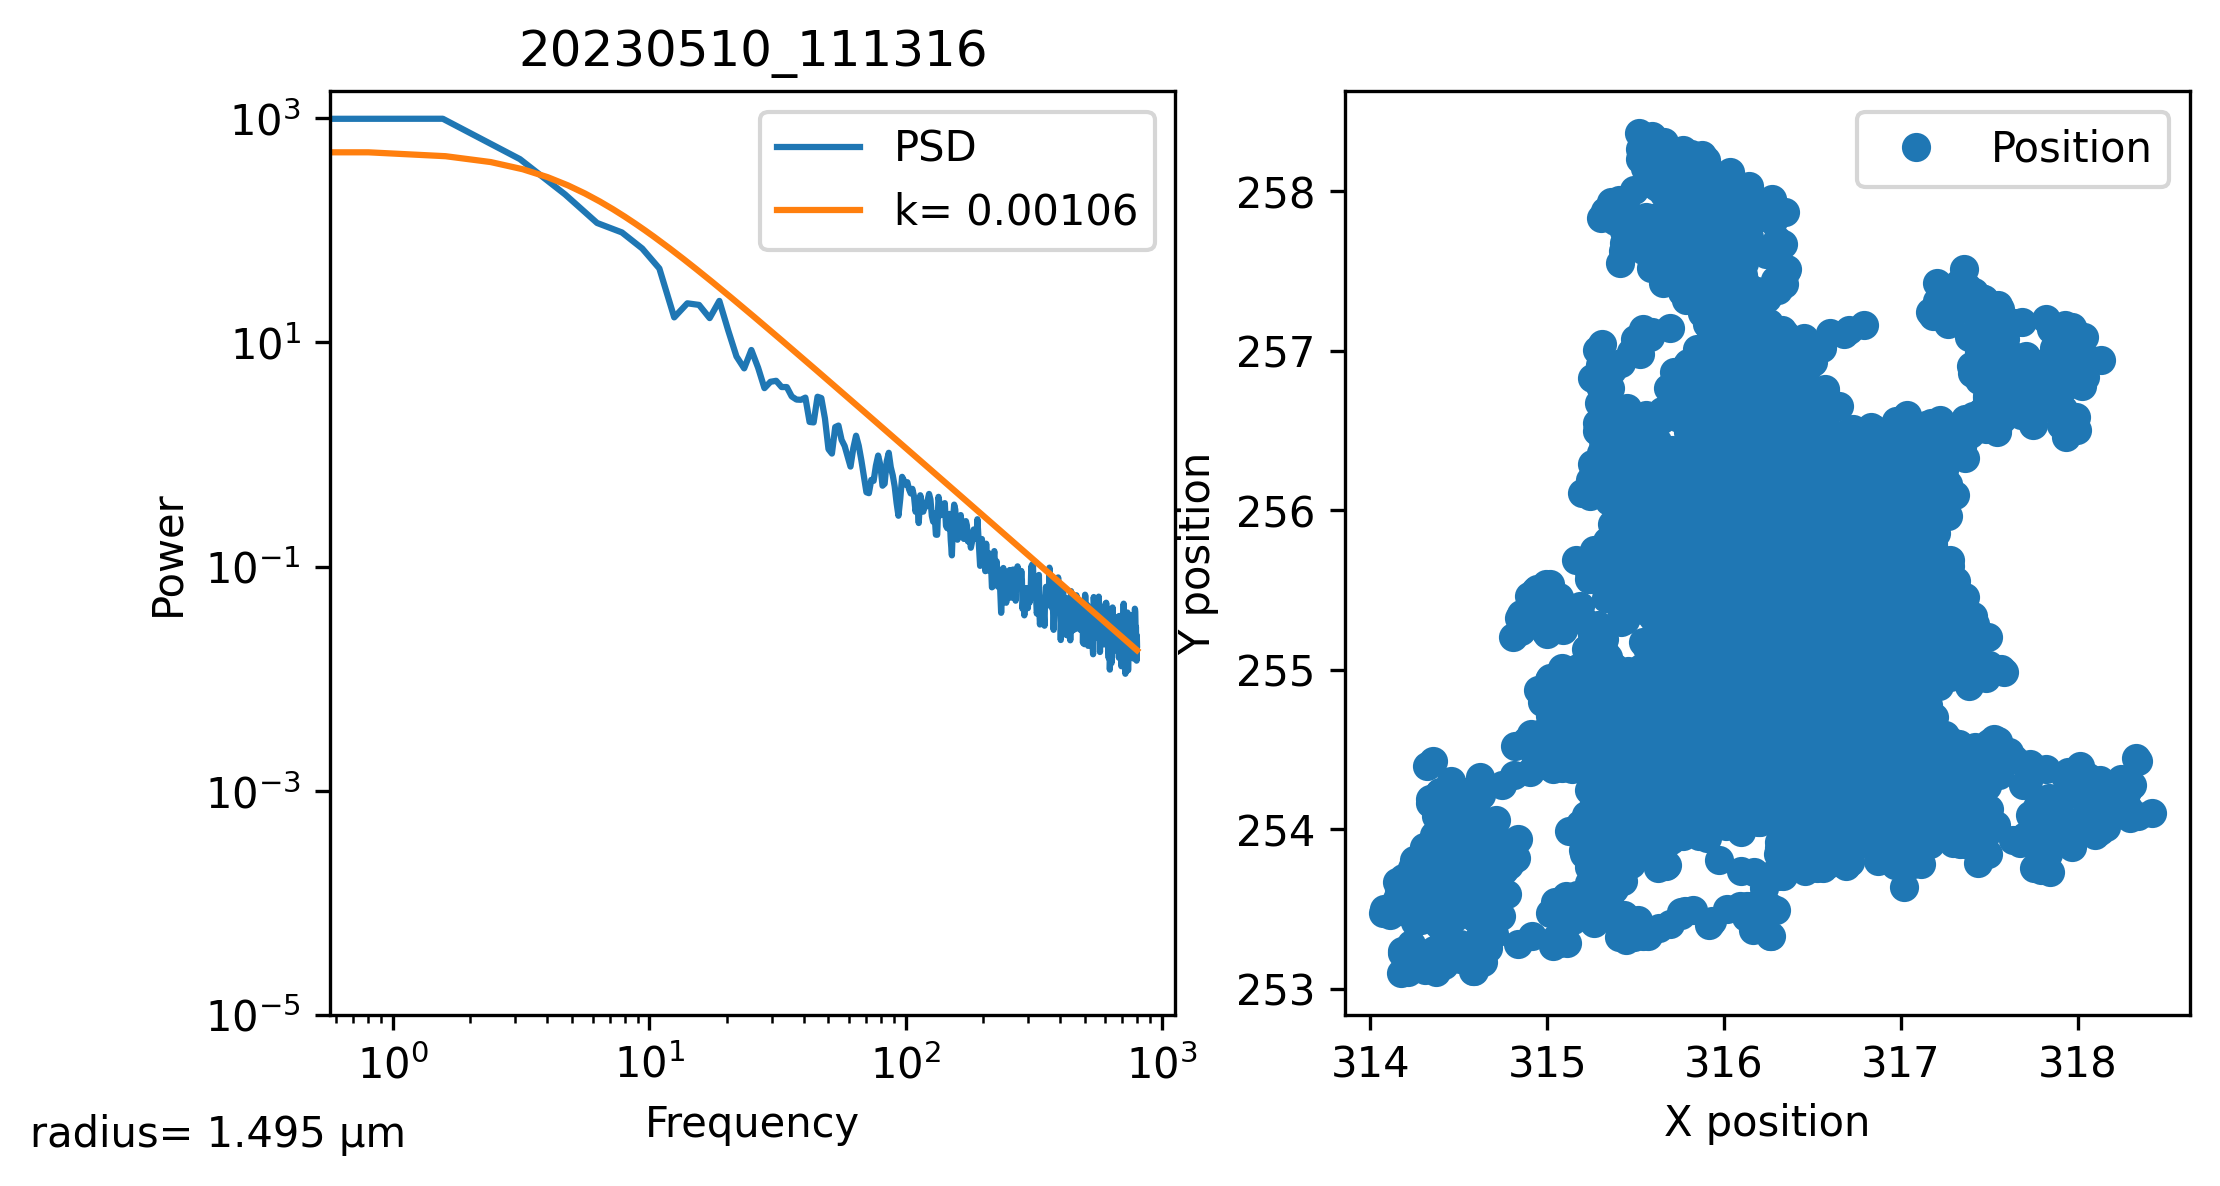 20230510_111316
PSD
k= 0.00106
10³
10¹
10⁻¹
10⁻³
10⁻⁵
Power
10⁰ 10¹ 10² 10³
Frequency
radius= 1.495 µm
Position
258
257
256
255
254
253
Y position
314 315 316 317 318
X position